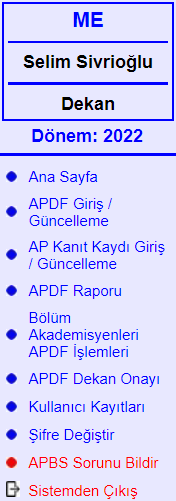 ME
Selim Sivrioğlu
Dekan
Dönem: 2022
Ana Sayfa
APDF Giriş /
Güncelleme
AP Kanıt Kaydı Giriş
/ Güncelleme
APDF Raporu
Bölüm
Akademisyenleri
APDF İşlemleri
APDF Dekan Onayı
Kullanıcı Kayıtları
Şifre Değiştir
APBS Sorunu Bildir
Sistemden Çıkış